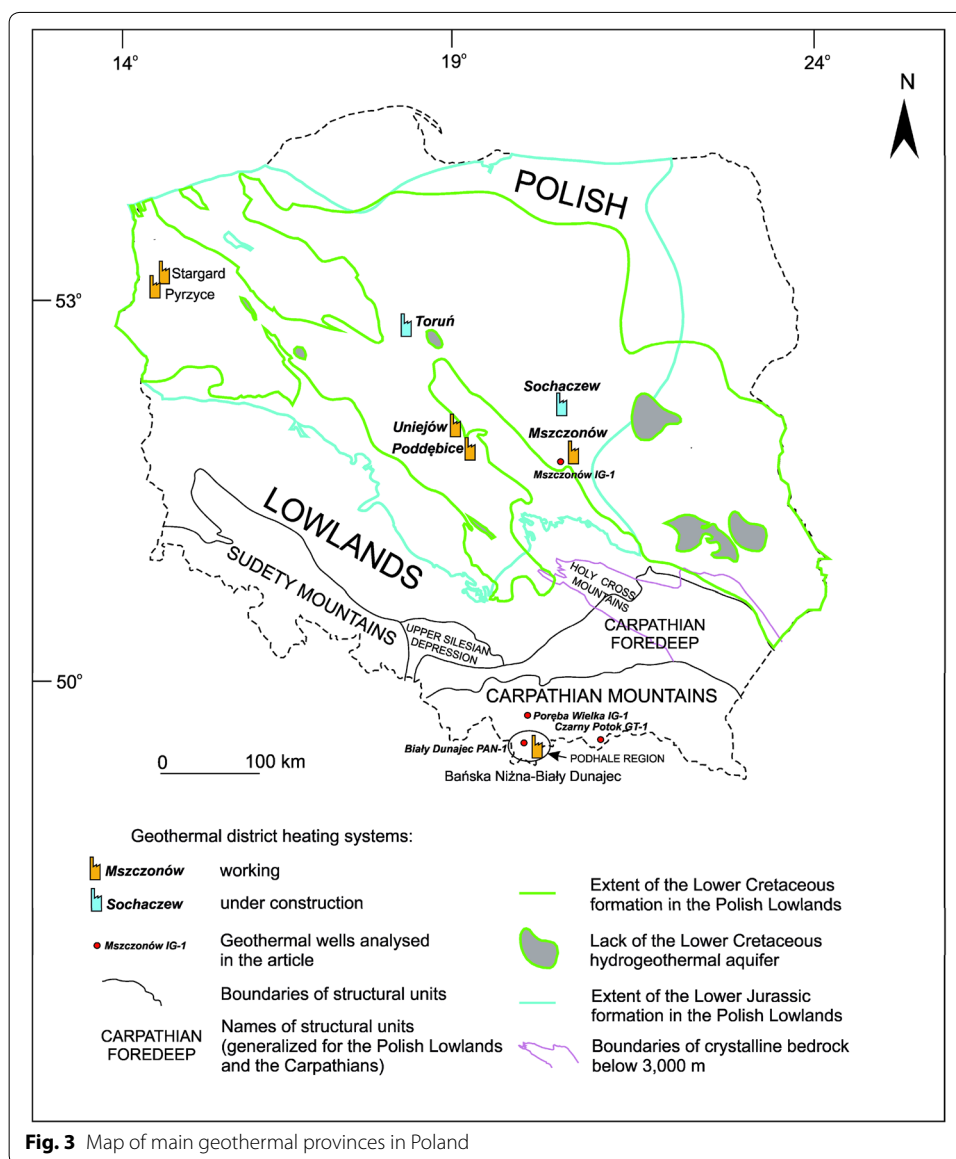 14°
19°
24°
N
POLISH
53°
Stargard
Pyrzyce
Toruń
Sochaczew
Uniejów
Mszczonów
Poddębice
Mszczonów IG-1
LOWLANDS
SUDETY MOUNTAINS
HOLY CROSS
MOUNTAINS
UPPER SILESIAN
DEPRESSION
CARPATHIAN
FOREDEEP
50°
CARPATHIAN MOUNTAINS
Poręba Wielka IG-1
Czarny Potok GT-1
Biały Dunajec PAN-1
PODHALE REGION
0 100 km
Bańska Niżna-Biały Dunajec
Geothermal district heating systems:
Mszczonów working
Sochaczew under construction
Mszczonów IG-1 Geothermal wells analysed
in the article
Boundaries of structural units
CARPATHIAN
FOREDEEP
Names of structural units
(generalized for the Polish Lowlands
and the Carpathians)
Extent of the Lower Cretaceous
formation in the Polish Lowlands
Lack of the Lower Cretaceous
hydrogeothermal aquifer
Extent of the Lower Jurassic
formation in the Polish Lowlands
Boundaries of crystalline bedrock
below 3,000 m
Fig. 3 Map of main geothermal provinces in Poland